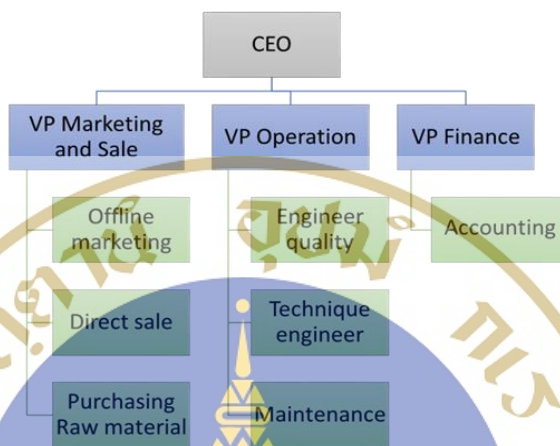 CEO
VP Marketing
and Sale
VP Operation
VP Finance
Offline
marketing
Engineer
quality
Accounting
Direct sale
Technique
engineer
Purchasing
Raw material
Maintenance